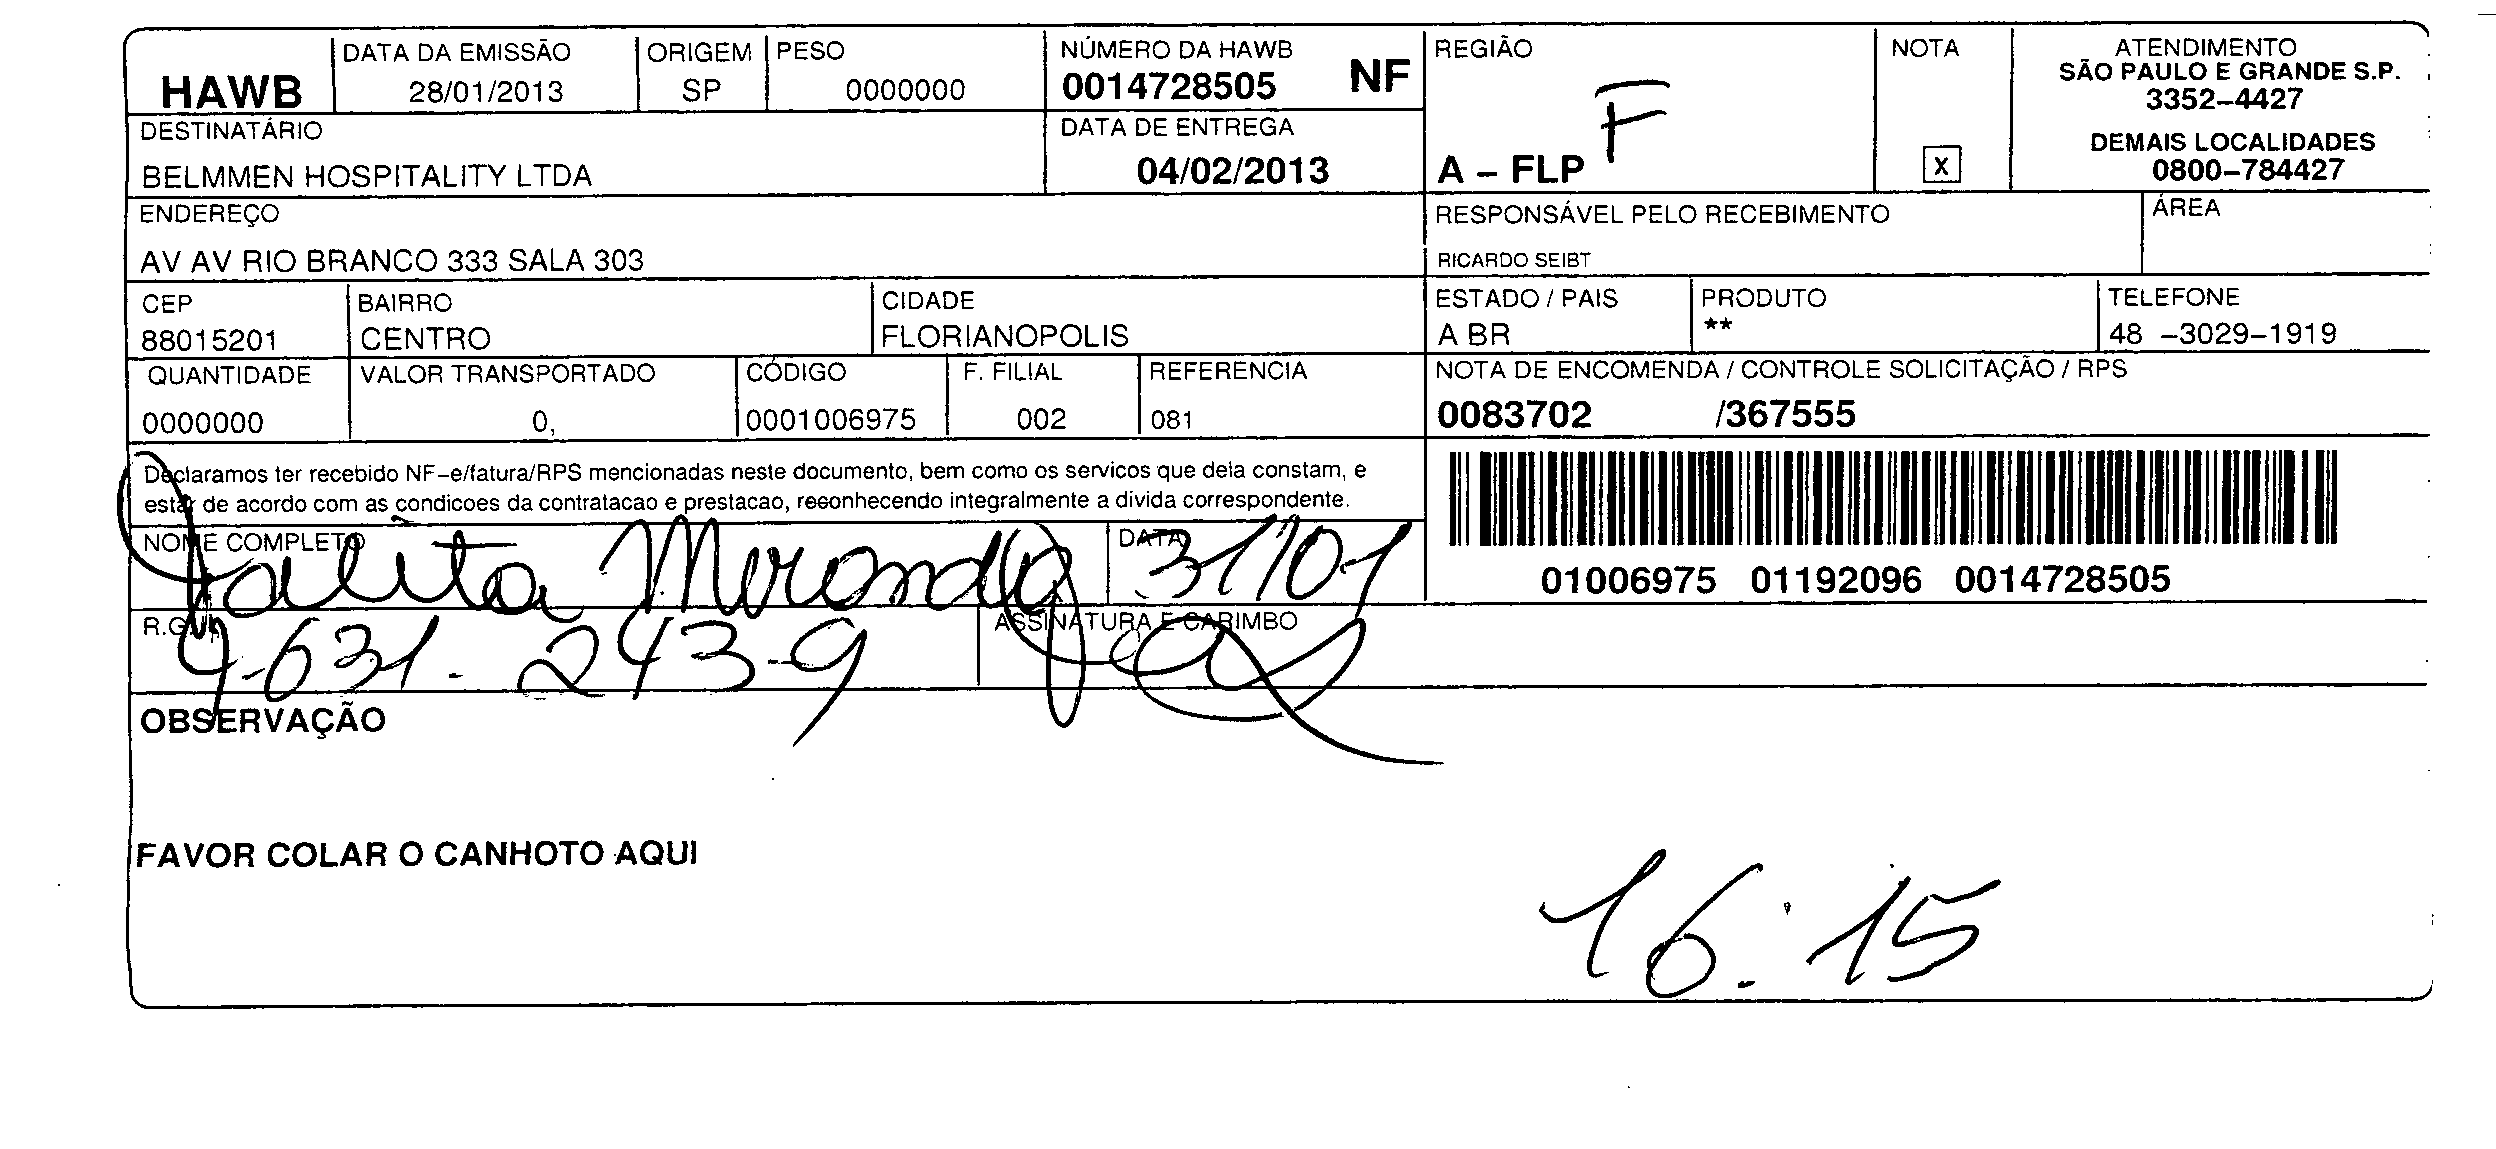 HAWB
DATA DA EMISSÃO
28/01/2013
ORIGEM
SP
PESO
0000000
NÚMERO DA HAWB
0014728505 NF
REGIÃO
F
A – FLP
NOTA
X
ATENDIMENTO
SÃO PAULO E GRANDE S.P.
3352–4427
DEMAIS LOCALIDADES
0800–784427
DESTINATÁRIO
BELMMEN HOSPITALITY LTDA
DATA DE ENTREGA
04/02/2013
ENDEREÇO
AV AV RIO BRANCO 333 SALA 303
RESPONSÁVEL PELO RECEBIMENTO
RICARDO SEIBT
ÁREA
CEP
88015201
BAIRRO
CENTRO
CIDADE
FLORIANOPOLIS
ESTADO / PAIS
A BR
PRODUTO
**
TELEFONE
48 –3029–1919
QUANTIDADE
0000000
VALOR TRANSPORTADO
0,
CÓDIGO
0001006975
F. FILIAL
002
REFERENCIA
081
NOTA DE ENCOMENDA / CONTROLE SOLICITAÇÃO / RPS
0083702 /367555
Declaramos ter recebido NF–e/fatura/RPS mencionadas neste documento, bem como os servicos que dela constam, e
estar de acordo com as condicoes da contratacao e prestacao, reconhecendo integralmente a divida correspondente.
01006975 01192096 0014728505
NOME COMPLETO
Talita Miranda
DATA
31/01
R.G.
9-631.243-9
ASSINATURA E CARIMBO
OBSERVAÇÃO
FAVOR COLAR O CANHOTO AQUI
16:15